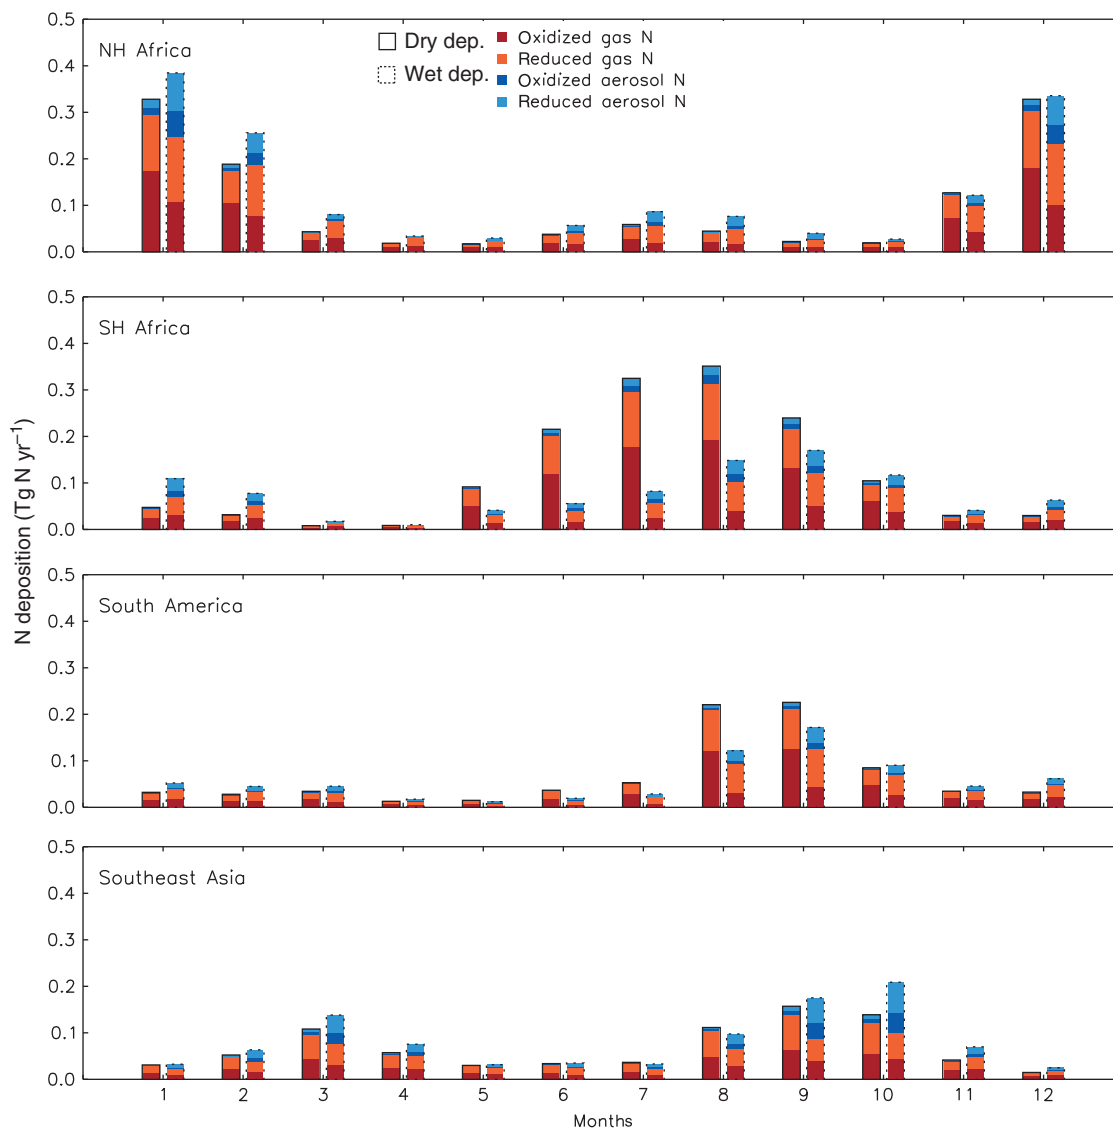 NH Africa
Dry dep.
Wet dep.
Oxidized gas N
Reduced gas N
Oxidized aerosol N
Reduced aerosol N
0.5
0.4
0.3
0.2
0.1
0.0
SH Africa
0.5
0.4
0.3
0.2
0.1
0.0
N deposition (Tg N yr⁻¹)
South America
0.5
0.4
0.3
0.2
0.1
0.0
Southeast Asia
0.5
0.4
0.3
0.2
0.1
0.0
1 2 3 4 5 6 7 8 9 10 11 12
Months